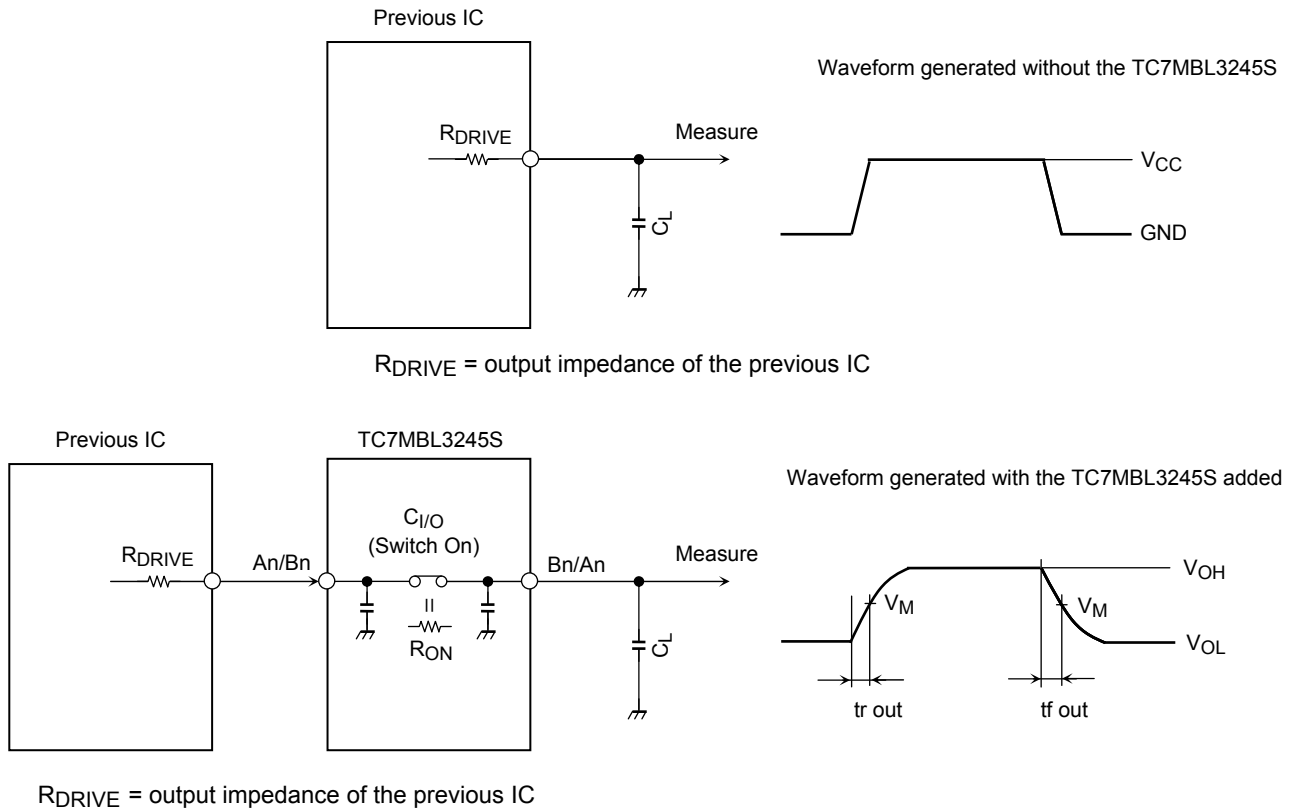 Previous IC
Waveform generated without the TC7MBL3245S
RDRIVE
Measure
CL
VCC
GND
RDRIVE = output impedance of the previous IC
Previous IC
TC7MBL3245S
Waveform generated with the TC7MBL3245S added
CI/O
(Switch On)
RDRIVE
An/Bn
Bn/An
Measure
RON
CL
VOH
VM
VM
VOL
tr out
tf out
RDRIVE = output impedance of the previous IC